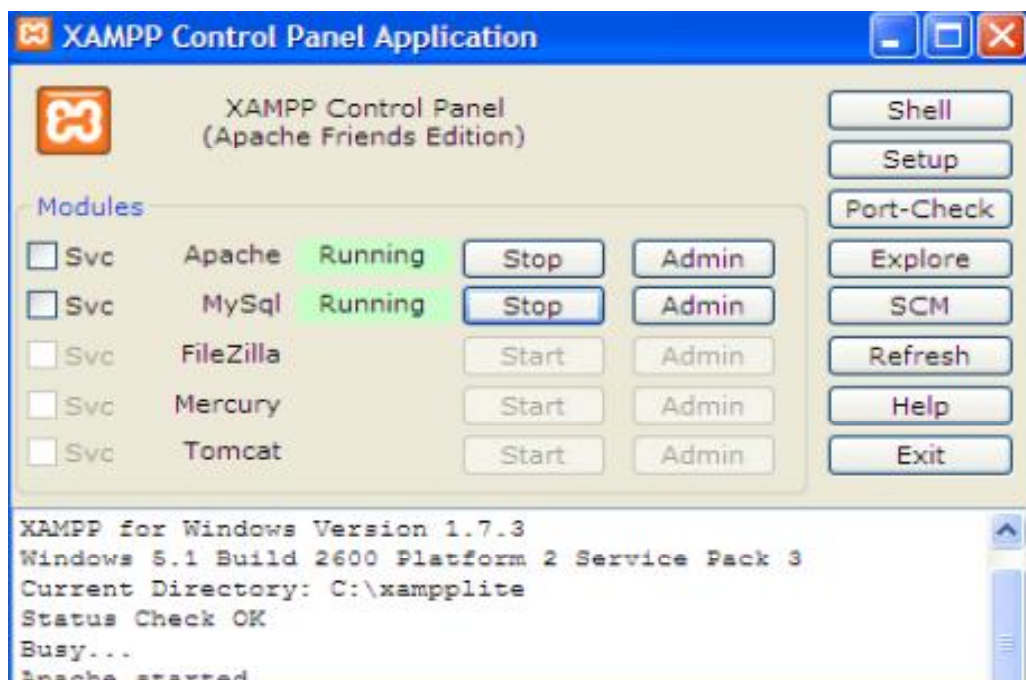 XAMPP Control Panel Application
XAMPP Control Panel
(Apache Friends Edition)
Shell
Setup
Port-Check
Modules
Svc Apache Running Stop Admin Explore
Svc MySql Running Stop Admin SCM
Svc FileZilla Start Admin Refresh
Svc Mercury Start Admin Help
Svc Tomcat Start Admin Exit
XAMPP for Windows Version 1.7.3
Windows 5.1 Build 2600 Platform 2 Service Pack 3
Current Directory: C:\xampplite
Status Check OK
Busy...
Apache started